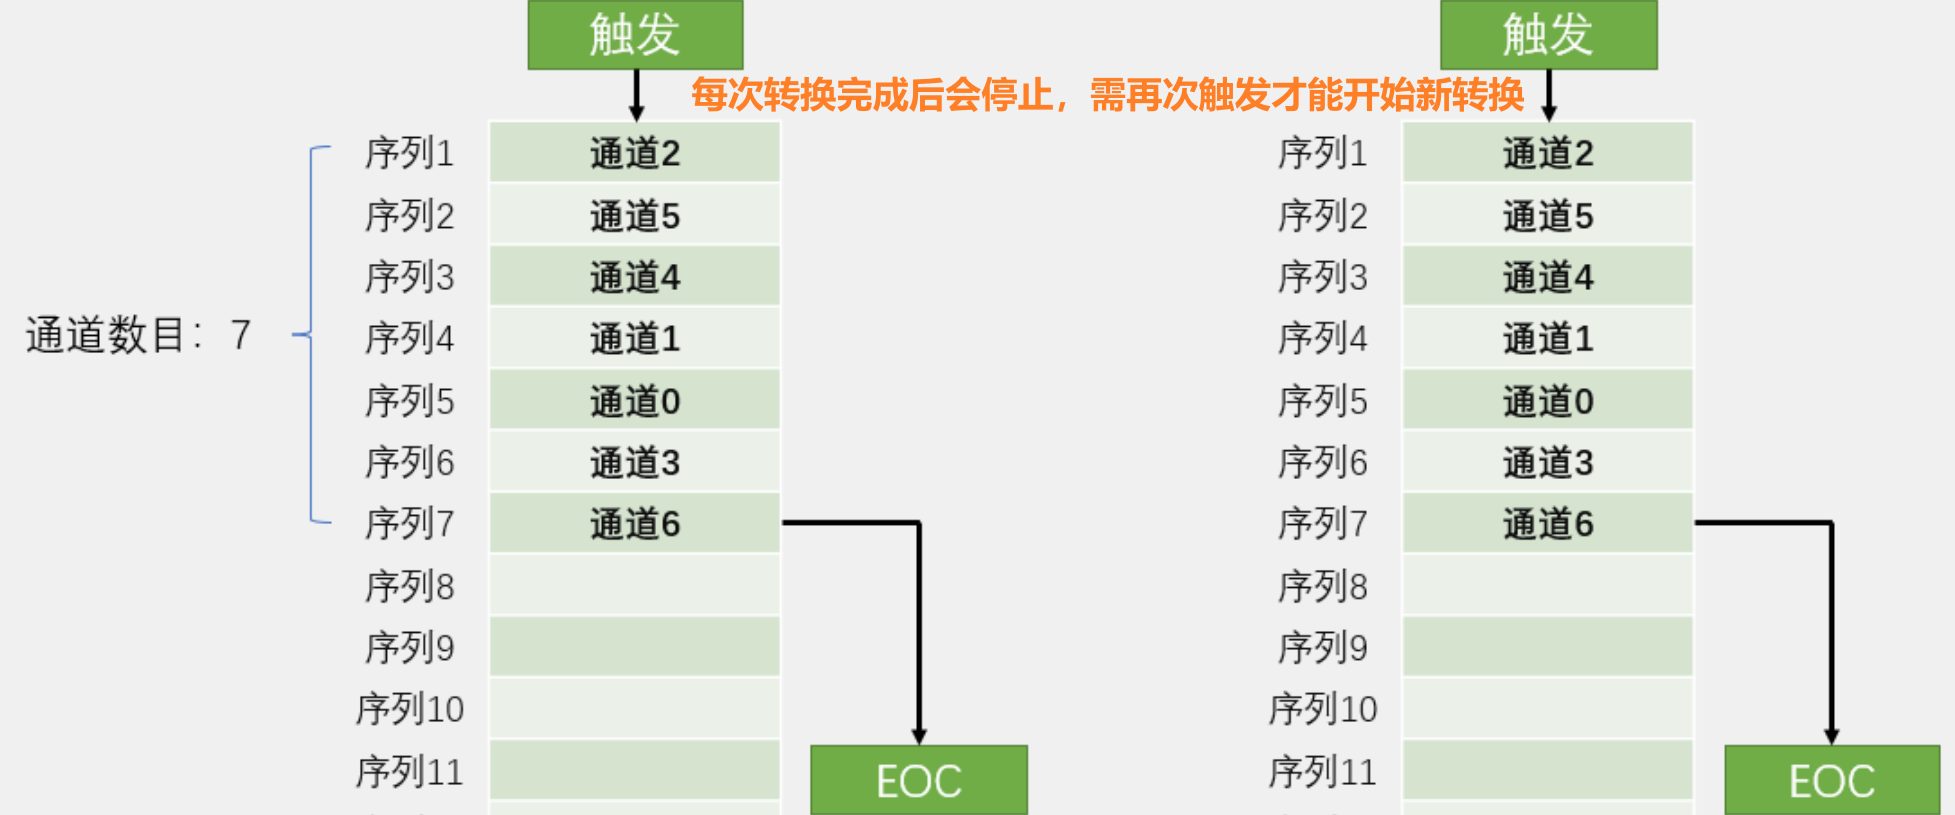 触发 触发
每次转换完成后会停止，需再次触发才能开始新转换
序列1 通道2 序列1 通道2
序列2 通道5 序列2 通道5
序列3 通道4 序列3 通道4
通道数目：7 序列4 通道1 序列4 通道1
序列5 通道0 序列5 通道0
序列6 通道3 序列6 通道3
序列7 通道6 序列7 通道6
序列8 序列8
序列9 序列9
序列10 序列10
序列11 EOC 序列11 EOC